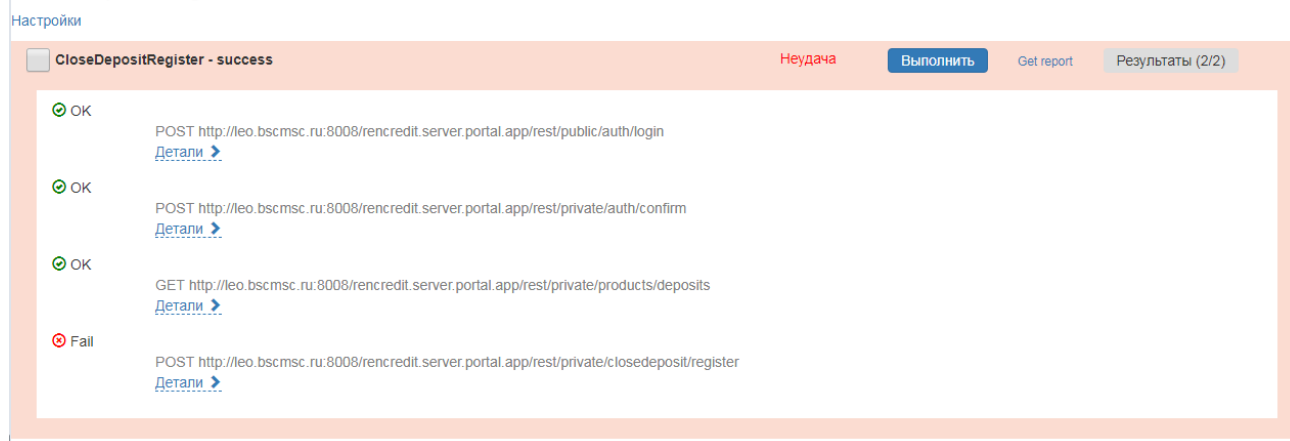 Настройки
CloseDepositRegister - success Неудача Выполнить Get report Результаты (2/2)
OK
POST http://leo.bscmsc.ru:8008/rencredit.server.portal.app/rest/public/auth/login
Детали
OK
POST http://leo.bscmsc.ru:8008/rencredit.server.portal.app/rest/private/auth/confirm
Детали
OK
GET http://leo.bscmsc.ru:8008/rencredit.server.portal.app/rest/private/products/deposits
Детали
Fail
POST http://leo.bscmsc.ru:8008/rencredit.server.portal.app/rest/private/closedeposit/register
Детали